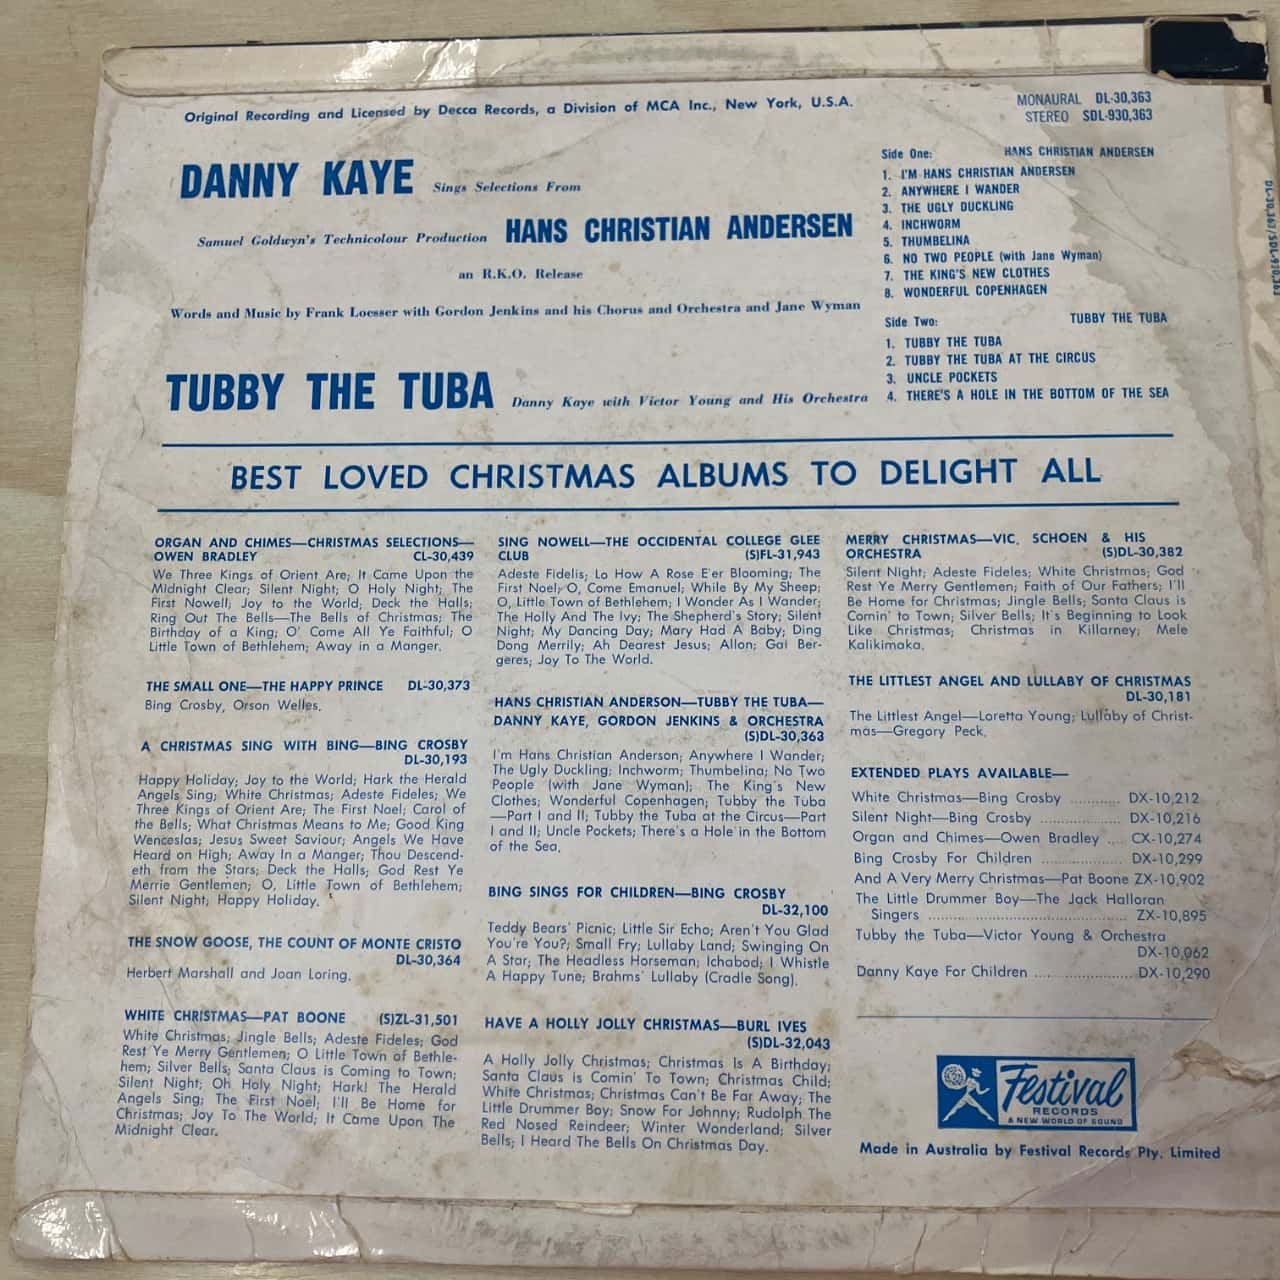 Original Recording and Licensed by Decca Records, a Division of MCA Inc., New York, U.S.A.
MONAURAL DL-30,363
STEREO SDL-930,363
DANNY KAYE Sings Selections From
Samuel Goldwyn's Technicolour Production HANS CHRISTIAN ANDERSEN
an R.K.O. Release
Words and Music by Frank Loesser with Gordon Jenkins and his Chorus and Orchestra and Jane Wyman
TUBBY THE TUBA Danny Kaye with Victor Young and His Orchestra
Side One: HANS CHRISTIAN ANDERSEN
1. I'M HANS CHRISTIAN ANDERSEN
2. ANYWHERE I WANDER
3. THE UGLY DUCKLING
4. INCHWORM
5. THUMBELINA
6. NO TWO PEOPLE (with Jane Wyman)
7. THE KING'S NEW CLOTHES
8. WONDERFUL COPENHAGEN
Side Two: TUBBY THE TUBA
1. TUBBY THE TUBA
2. TUBBY THE TUBA AT THE CIRCUS
3. UNCLE POCKETS
4. THERE'S A HOLE IN THE BOTTOM OF THE SEA
DL-30,363/SDL-930,363
BEST LOVED CHRISTMAS ALBUMS TO DELIGHT ALL
ORGAN AND CHIMES—CHRISTMAS SELECTIONS—
OWEN BRADLEY CL-30,439
We Three Kings of Orient Are; It Came Upon the
Midnight Clear; Silent Night; O Holy Night; The
First Nowell; Joy to the World; Deck the Halls;
Ring Out The Bells—The Bells of Christmas; The
Birthday of a King; O' Come All Ye Faithful; O
Little Town of Bethlehem; Away in a Manger.
THE SMALL ONE—THE HAPPY PRINCE DL-30,373
Bing Crosby, Orson Welles.
A CHRISTMAS SING WITH BING—BING CROSBY
DL-30,193
Happy Holiday; Joy to the World; Hark the Herald
Angels Sing; White Christmas; Adeste Fideles; We
Three Kings of Orient Are; The First Noel; Carol of
the Bells; What Christmas Means to Me; Good King
Wenceslas; Jesus Sweet Saviour; Angels We Have
Heard on High; Away In a Manger; Thou Descend-
eth from the Stars; Deck the Halls; God Rest Ye
Merrie Gentlemen; O, Little Town of Bethlehem;
Silent Night; Happy Holiday.
THE SNOW GOOSE, THE COUNT OF MONTE CRISTO
DL-30,364
Herbert Marshall and Joan Loring.
WHITE CHRISTMAS—PAT BOONE (S)ZL-31,501
White Christmas; Jingle Bells; Adeste Fideles; God
Rest Ye Merry Gentlemen; O Little Town of Bethle-
hem; Silver Bells; Santa Claus is Coming to Town;
Silent Night; Oh Holy Night; Hark! The Herald
Angels Sing; The First Noel; I'll Be Home for
Christmas; Joy To The World; It Came Upon The
Midnight Clear.
SING NOWELL—THE OCCIDENTAL COLLEGE GLEE
CLUB (S)FL-31,943
Adeste Fidelis; Lo How A Rose E'er Blooming; The
First Noel; O, Come Emanuel; While By My Sheep;
O, Little Town of Bethlehem; I Wonder As I Wander;
The Holly And The Ivy; The Shepherd's Story; Silent
Night; My Dancing Day; Mary Had A Baby; Ding
Dong Merrily; Ah Dearest Jesus; Allon; Gai Ber-
geres; Joy To The World.
HANS CHRISTIAN ANDERSON—TUBBY THE TUBA—
DANNY KAYE, GORDON JENKINS & ORCHESTRA
(S)DL-30,363
I'm Hans Christian Anderson; Anywhere I Wander;
The Ugly Duckling; Inchworm; Thumbelina; No Two
People (with Jane Wyman); The King's New
Clothes; Wonderful Copenhagen; Tubby the Tuba
—Part I and II; Tubby the Tuba at the Circus—Part
I and II; Uncle Pockets; There's a Hole in the Bottom
of the Sea.
BING SINGS FOR CHILDREN—BING CROSBY
DL-32,100
Teddy Bears' Picnic; Little Sir Echo; Aren't You Glad
You're You?; Small Fry; Lullaby Land; Swinging On
A Star; The Headless Horseman; Ichabod; I Whistle
A Happy Tune; Brahms' Lullaby (Cradle Song).
HAVE A HOLLY JOLLY CHRISTMAS—BURL IVES
(S)DL-32,043
A Holly Jolly Christmas; Christmas Is A Birthday;
Santa Claus is Comin' To Town; Christmas Child;
White Christmas; Christmas Can't Be Far Away; The
Little Drummer Boy; Snow For Johnny; Rudolph The
Red Nosed Reindeer; Winter Wonderland; Silver
Bells; I Heard The Bells On Christmas Day.
MERRY CHRISTMAS—VIC. SCHOEN & HIS
ORCHESTRA (S)DL-30,382
Silent Night; Adeste Fideles; White Christmas; God
Rest Ye Merry Gentlemen; Faith of Our Fathers; I'll
Be Home for Christmas; Jingle Bells; Santa Claus is
Comin' to Town; Silver Bells; It's Beginning to Look
Like Christmas; Christmas in Killarney; Mele
Kalikimaka.
THE LITTLEST ANGEL AND LULLABY OF CHRISTMAS
DL-30,181
The Littlest Angel—Loretta Young; Lullaby of Christ-
mas—Gregory Peck.
EXTENDED PLAYS AVAILABLE—
White Christmas—Bing Crosby ............ DX-10,212
Silent Night—Bing Crosby .................. DX-10,216
Organ and Chimes—Owen Bradley ..... CX-10,274
Bing Crosby For Children .................. DX-10,299
And A Very Merry Christmas—Pat Boone ZX-10,902
The Little Drummer Boy—The Jack Halloran
Singers ............................................ ZX-10,895
Tubby the Tuba—Victor Young & Orchestra
DX-10,062
Danny Kaye For Children ....................... DX-10,290
Festival
RECORDS
A NEW WORLD OF SOUND
Made in Australia by Festival Records Pty. Limited